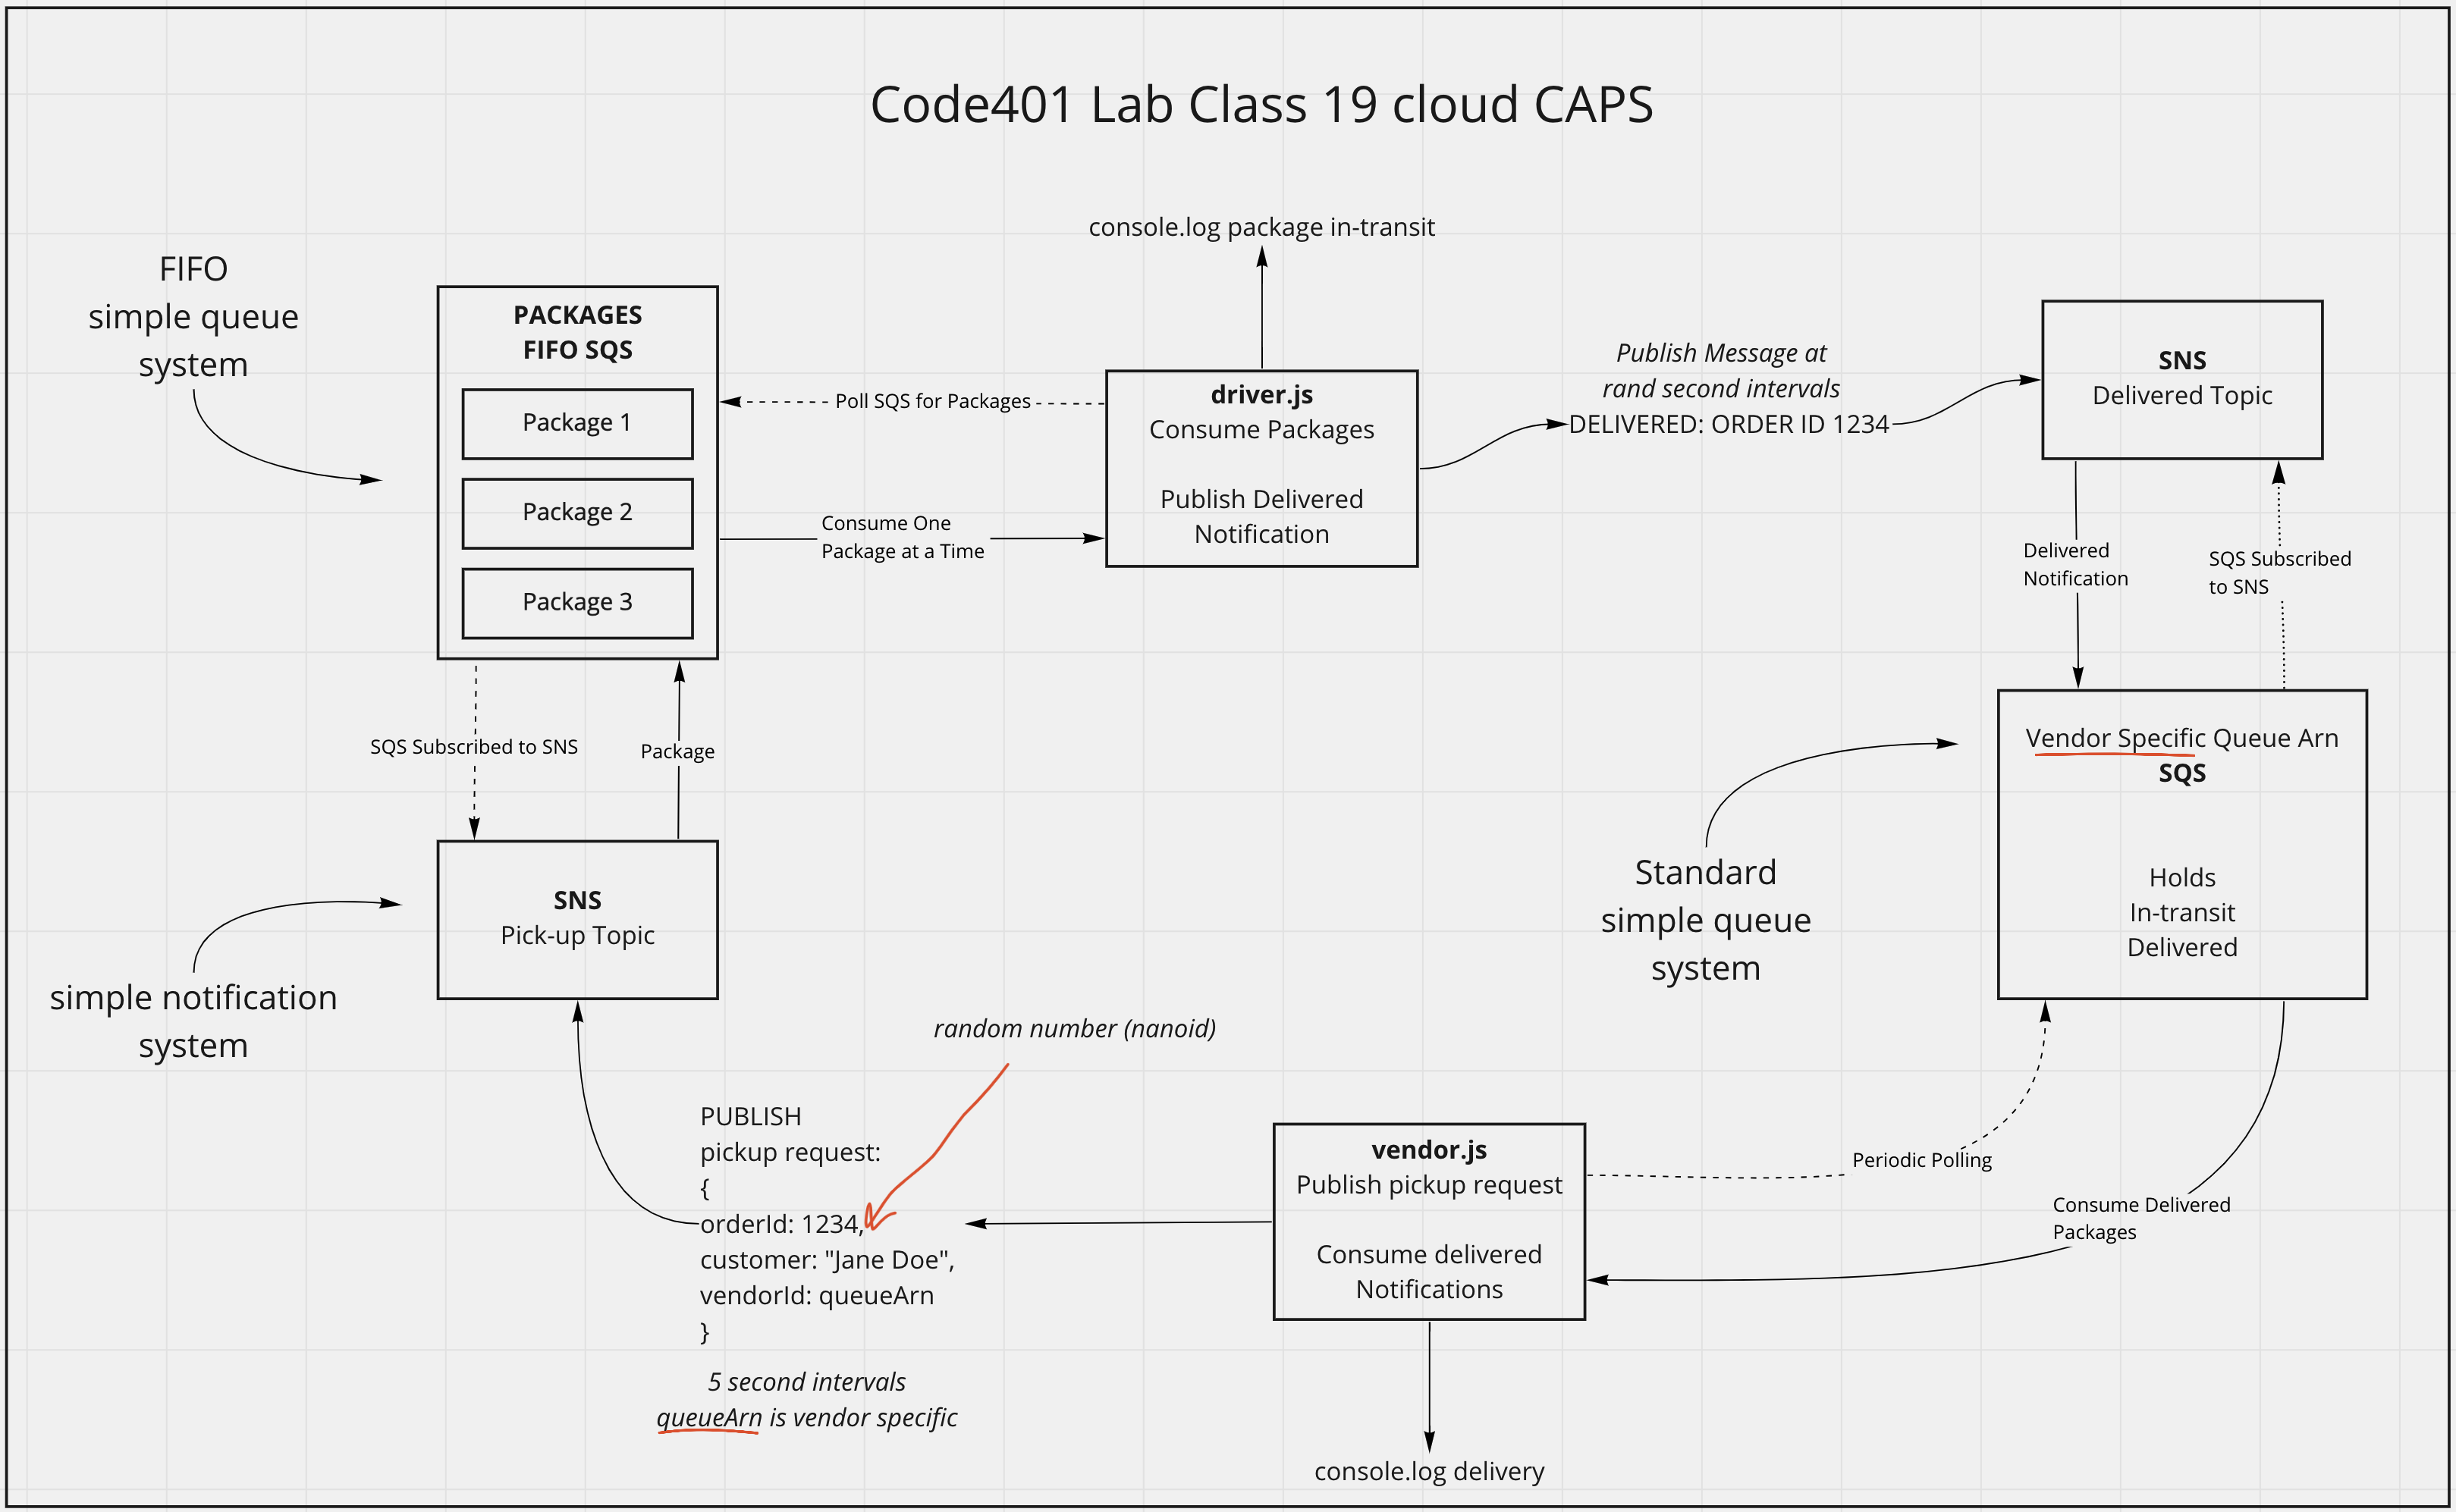 Code401 Lab Class 19 cloud CAPS
console.log package in-transit
FIFO
simple queue
system
PACKAGES
FIFO SQS
Package 1
Package 2
Package 3
Poll SQS for Packages
Consume One
Package at a Time
driver.js
Consume Packages
Publish Delivered
Notification
Publish Message at
rand second intervals
DELIVERED: ORDER ID 1234
SNS
Delivered Topic
Delivered
Notification
SQS Subscribed
to SNS
SQS Subscribed to SNS
Package
Vendor Specific Queue Arn
SQS
Holds
In-transit
Delivered
Standard
simple queue
system
SNS
Pick-up Topic
simple notification
system
random number (nanoid)
PUBLISH
pickup request:
{
orderId: 1234,
customer: "Jane Doe",
vendorId: queueArn
}
5 second intervals
queueArn is vendor specific
vendor.js
Publish pickup request
Consume delivered
Notifications
Periodic Polling
Consume Delivered
Packages
console.log delivery